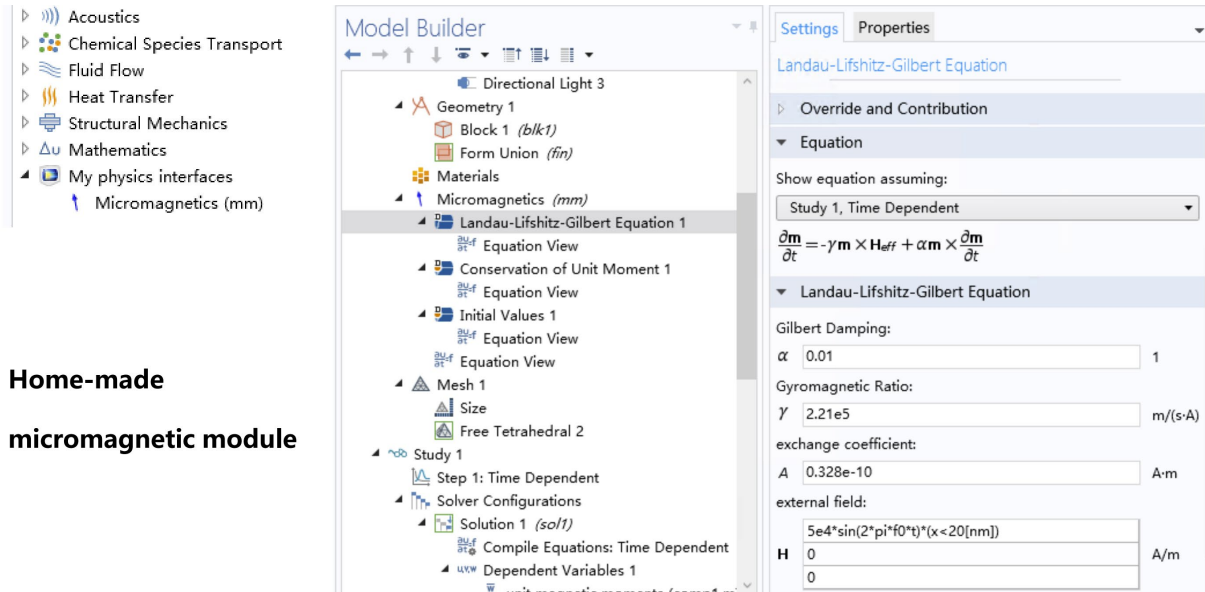 Acoustics
Chemical Species Transport
Fluid Flow
Heat Transfer
Structural Mechanics
Δu Mathematics
My physics interfaces
Micromagnetics (mm)
Home-made
micromagnetic module
Model Builder
Directional Light 3
Geometry 1
Block 1 (blk1)
Form Union (fin)
Materials
Micromagnetics (mm)
Landau-Lifshitz-Gilbert Equation 1
Equation View
Conservation of Unit Moment 1
Equation View
Initial Values 1
Equation View
Equation View
Mesh 1
Size
Free Tetrahedral 2
Study 1
Step 1: Time Dependent
Solver Configurations
Solution 1 (sol1)
Compile Equations: Time Dependent
u,v,w Dependent Variables 1
Settings Properties
Landau-Lifshitz-Gilbert Equation
Override and Contribution
Equation
Show equation assuming:
Study 1, Time Dependent
∂m/∂t = -γm × H_eff + αm × ∂m/∂t
Landau-Lifshitz-Gilbert Equation
Gilbert Damping:
α 0.01 1
Gyromagnetic Ratio:
γ 2.21e5 m/(s·A)
exchange coefficient:
A 0.328e-10 A·m
external field:
5e4*sin(2*pi*f0*t)*(x<20[nm])
H 0 A/m
0